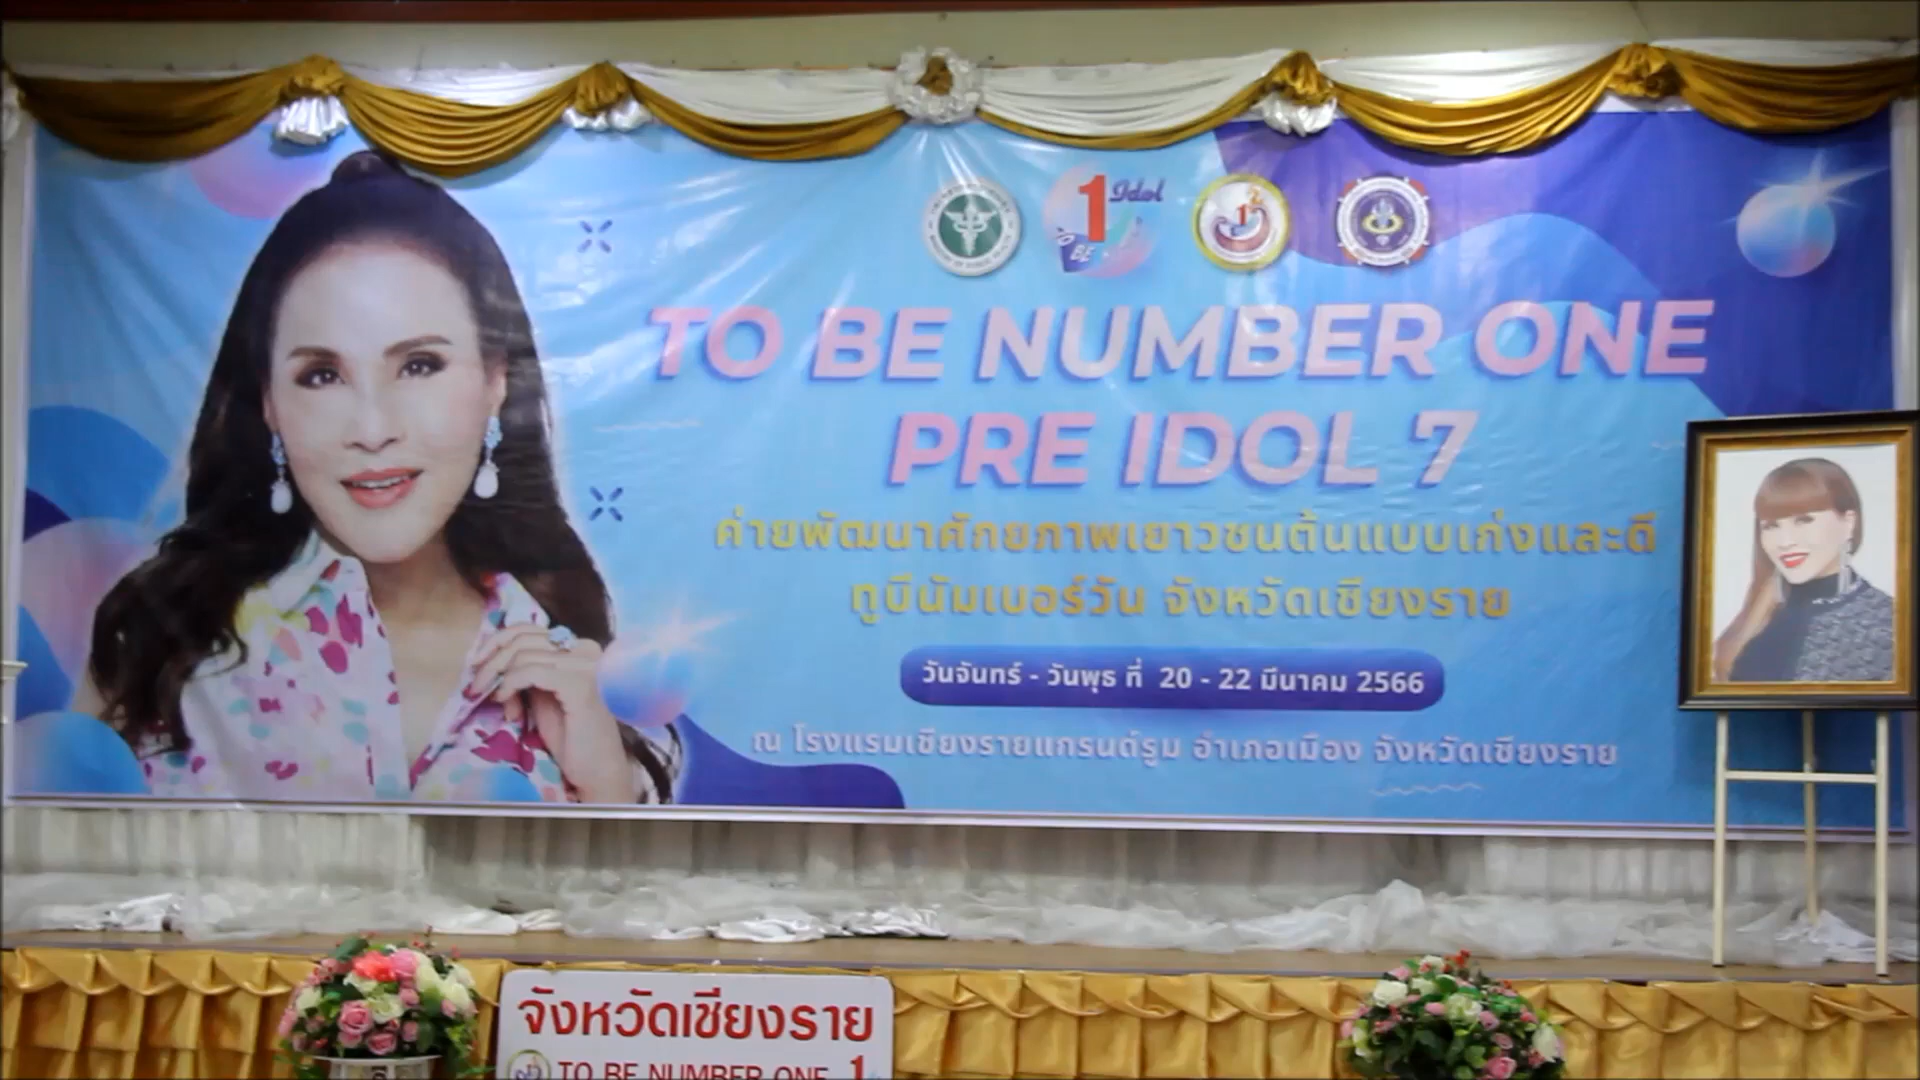 1 Idol
TO BE
TO BE NUMBER ONE
PRE IDOL 7
ค่ายพัฒนาศักยภาพเยาวชนต้นแบบเก่งและดี
ทูบีนัมเบอร์วัน จังหวัดเชียงราย
วันจันทร์ - วันพุธ ที่ 20 - 22 มีนาคม 2566
ณ โรงแรมเชียงรายแกรนด์รูม อำเภอเมือง จังหวัดเชียงราย
จังหวัดเชียงราย
TO BE NUMBER ONE 1